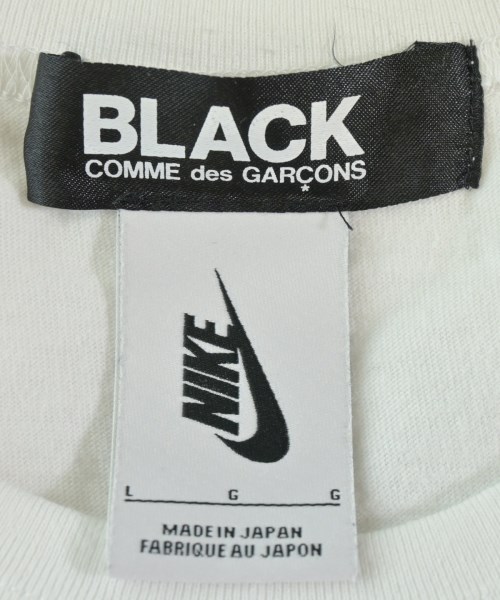 BLACK
COMME des GARÇONS
*
NIKE
L G G
MADE IN JAPAN
FABRIQUE AU JAPON